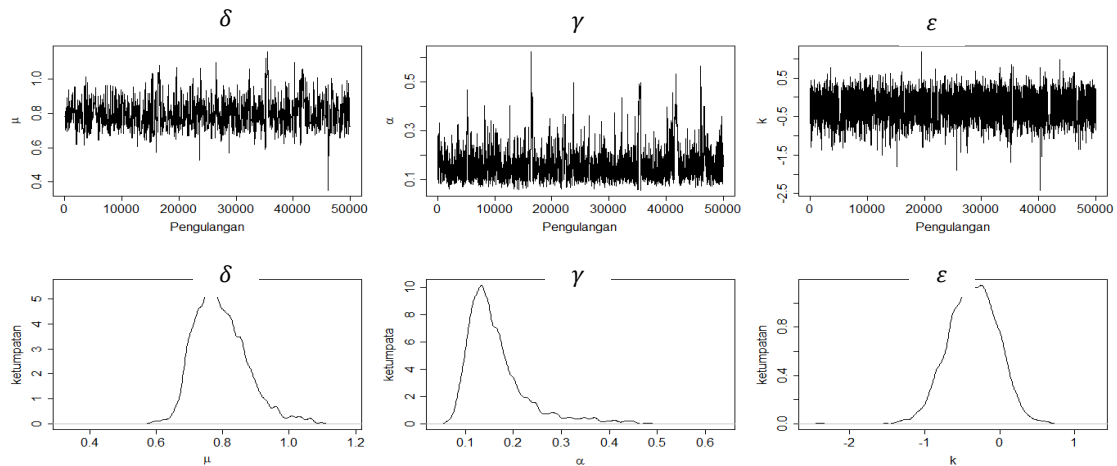 δ γ ε
μ
0.4 0.6 0.8 1.0
0 10000 20000 30000 40000 50000
Pengulangan
α
0.1 0.3 0.5
0 10000 20000 30000 40000 50000
Pengulangan
k
-2.5 -1.5 -0.5 0.5
0 10000 20000 30000 40000 50000
Pengulangan
δ γ ε
ketumpatan
0 1 2 3 4 5
0.4 0.6 0.8 1.0 1.2
μ
ketumpata
0 2 4 6 8 10
0.1 0.2 0.3 0.4 0.5 0.6
α
ketumpatan
0.0 0.4 0.8
-2 -1 0 1
k